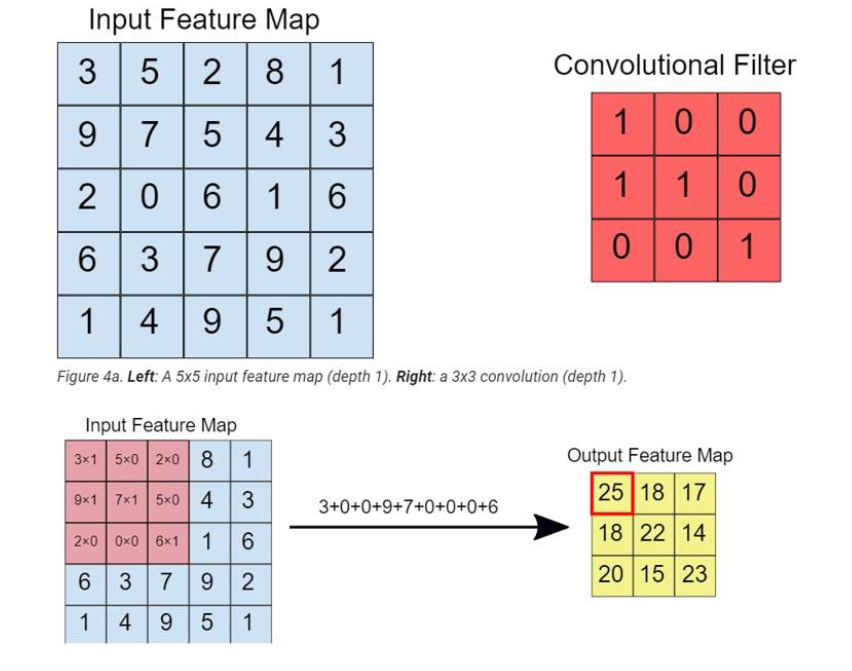 Input Feature Map
3 5 2 8 1
9 7 5 4 3
2 0 6 1 6
6 3 7 9 2
1 4 9 5 1
Convolutional Filter
1 0 0
1 1 0
0 0 1
Figure 4a. Left: A 5x5 input feature map (depth 1). Right: a 3x3 convolution (depth 1).
Input Feature Map
3×1 5×0 2×0 8 1
9×1 7×1 5×0 4 3
2×0 0×0 6×1 1 6
6 3 7 9 2
1 4 9 5 1
3+0+0+9+7+0+0+0+6
Output Feature Map
25 18 17
18 22 14
20 15 23